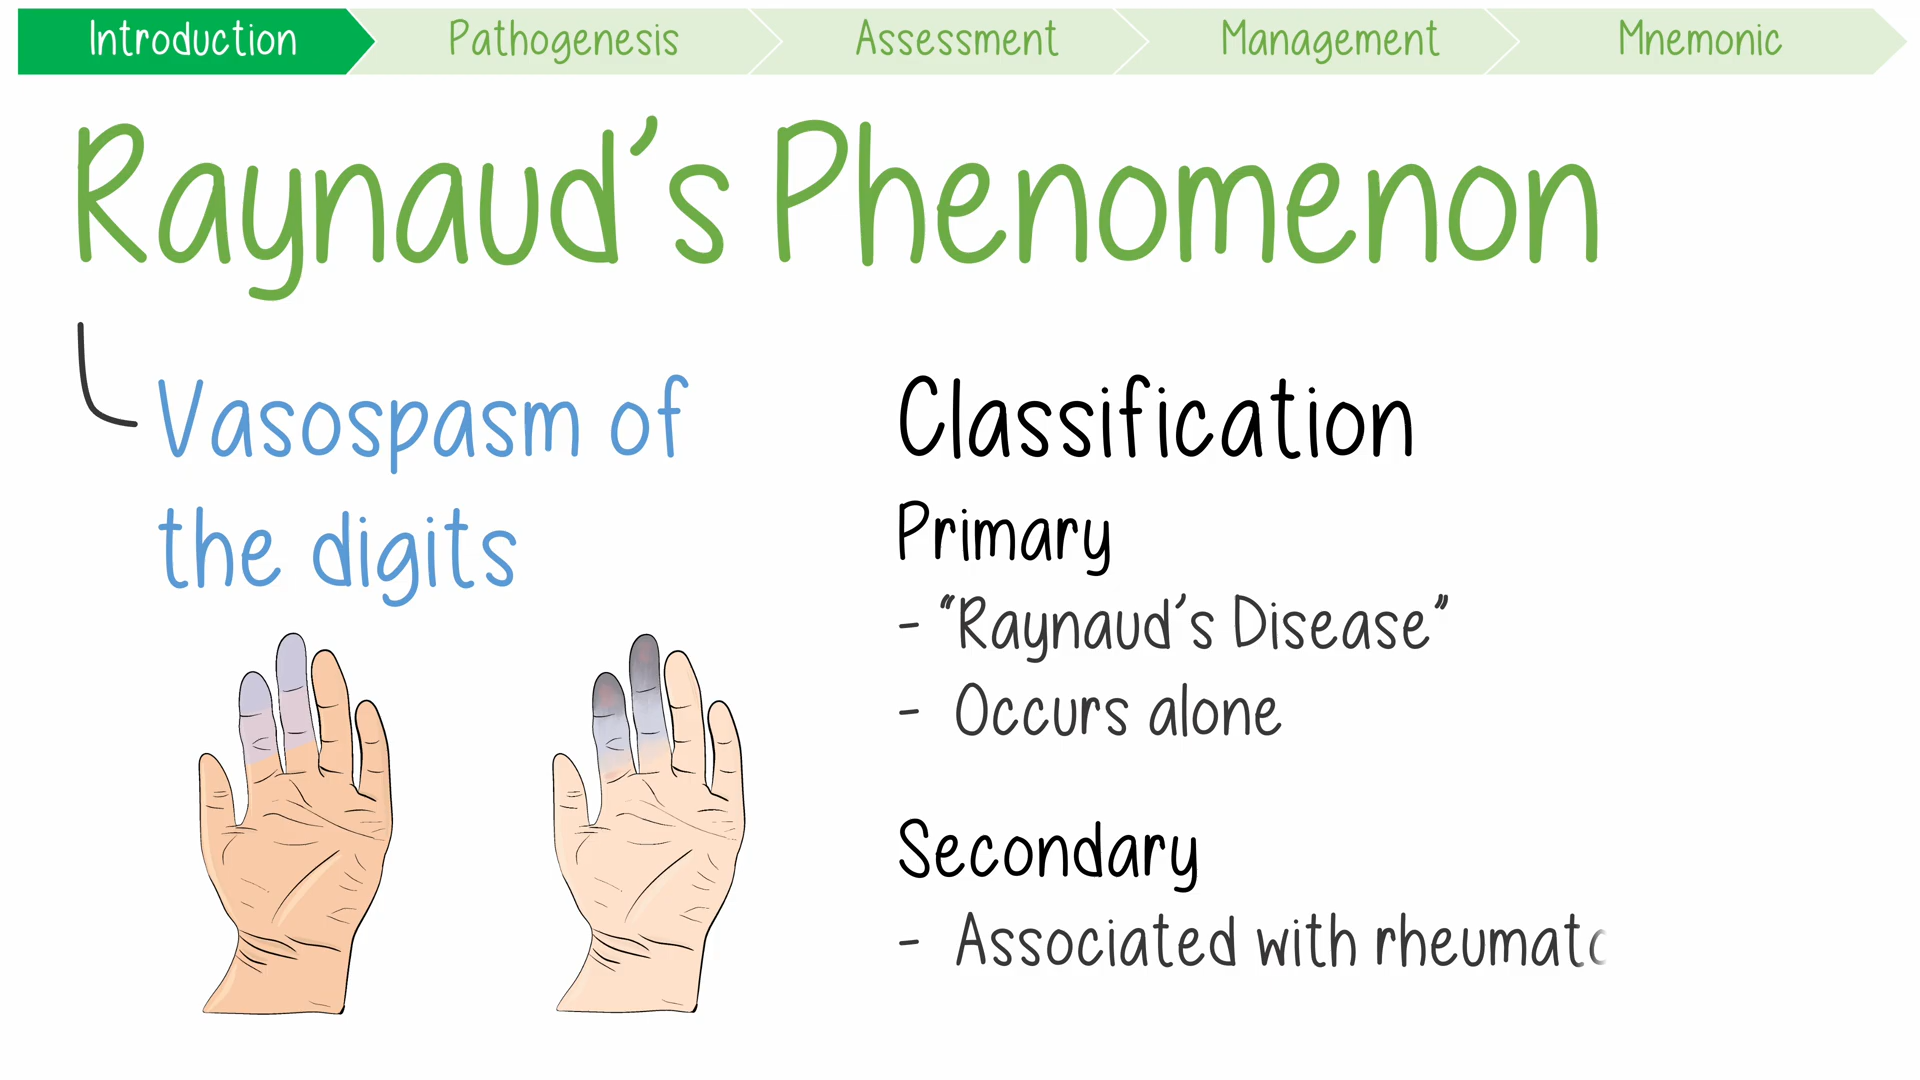 Introduction
Pathogenesis
Assessment
Management
Mnemonic
Raynaud's Phenomenon
Vasospasm of
the digits
Classification
Primary
- "Raynaud's Disease"
- Occurs alone
Secondary
- Associated with